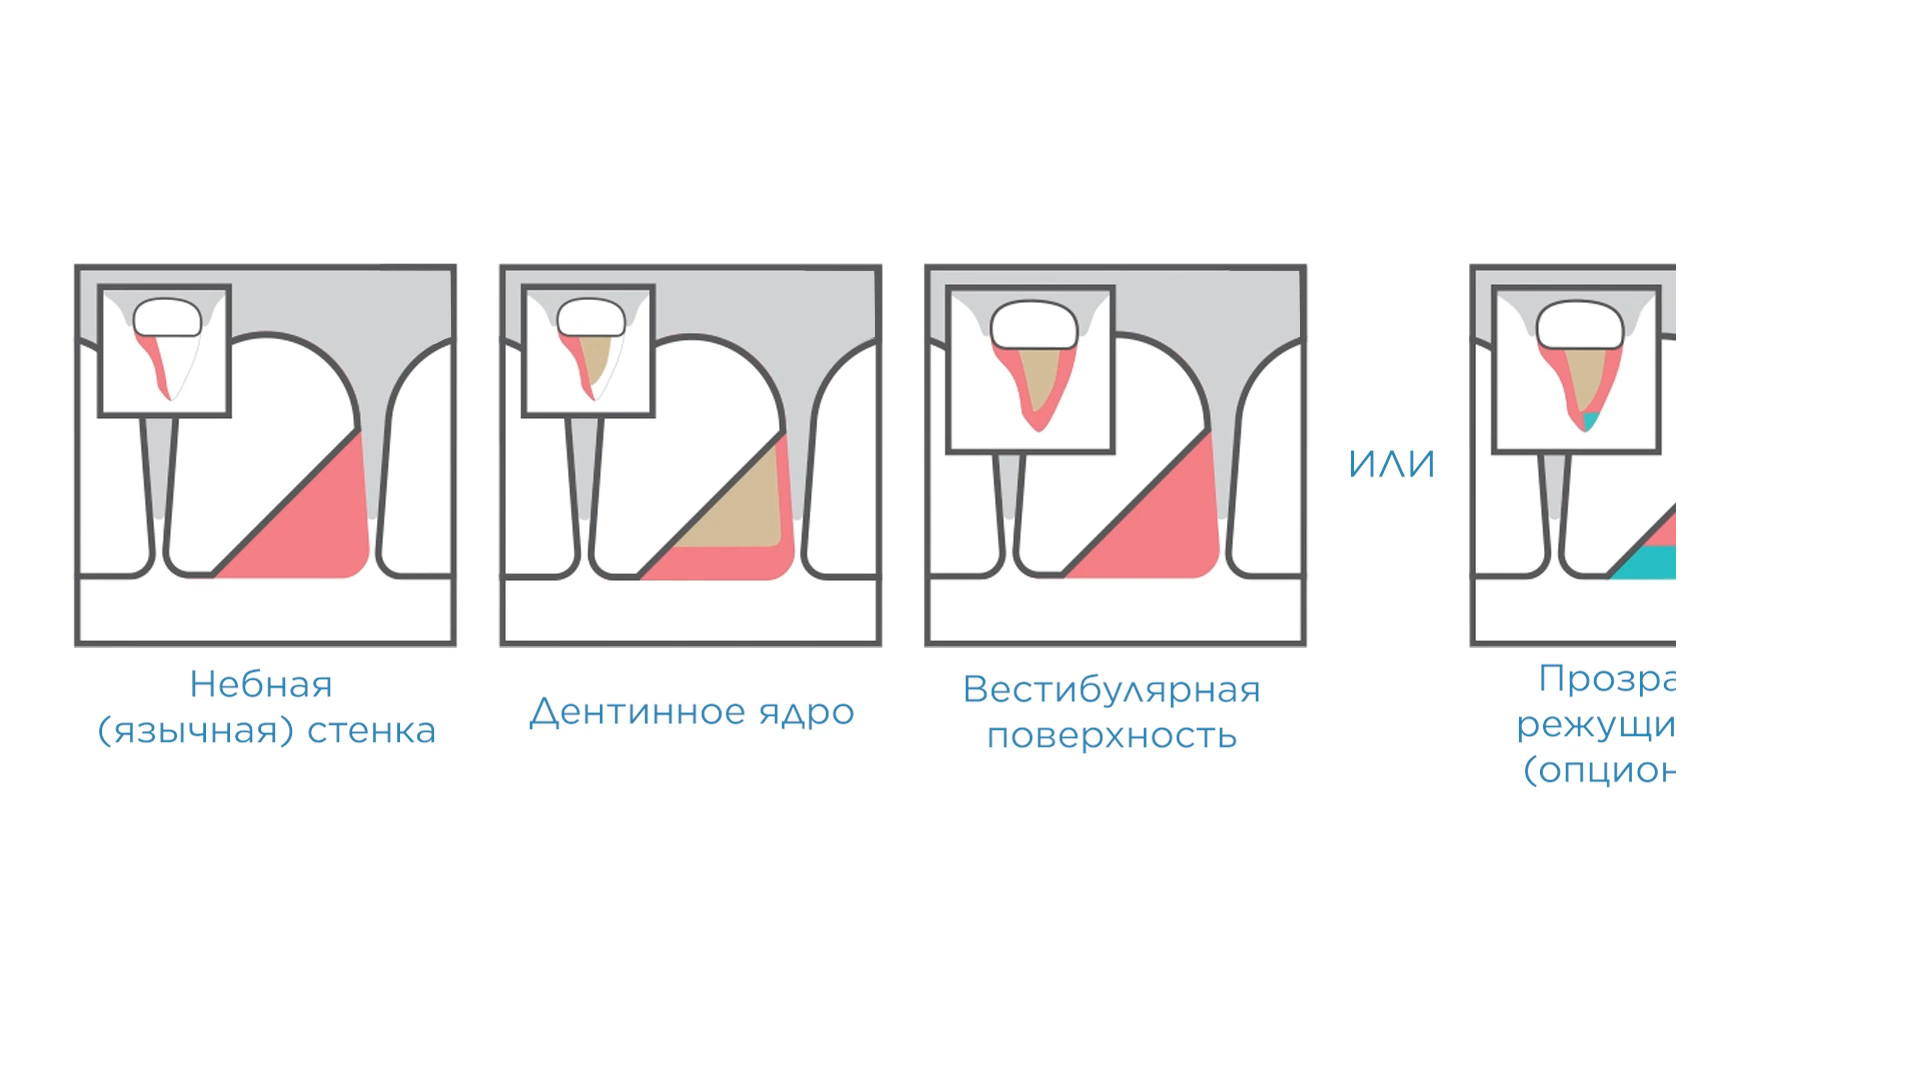 Небная
(язычная) стенка
Дентинное ядро
Вестибулярная
поверхность
ИЛИ